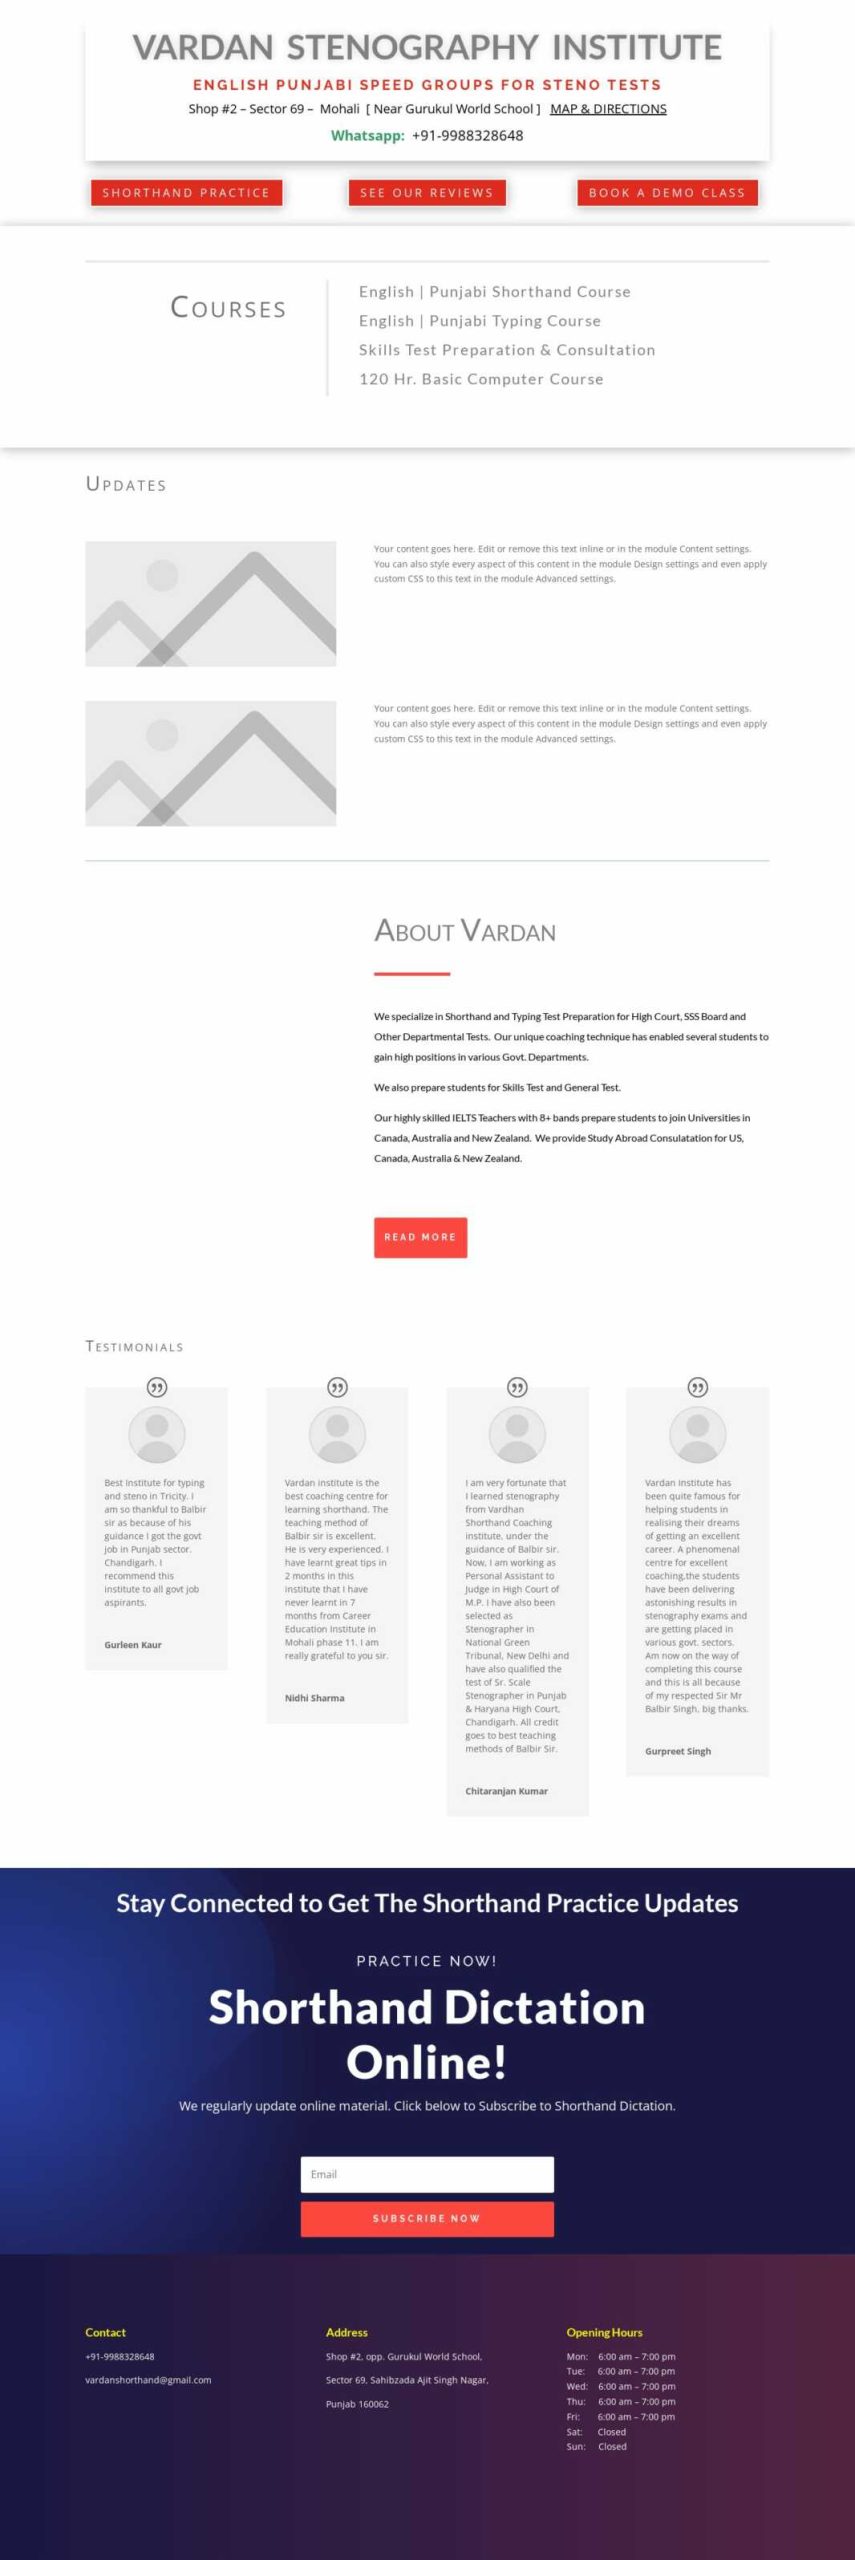 VARDAN STENOGRAPHY INSTITUTE
ENGLISH PUNJABI SPEED GROUPS FOR STENO TESTS
Shop #2 – Sector 69 – Mohali [ Near Gurukul World School ] MAP & DIRECTIONS
Whatsapp: +91-9988328648
SHORTHAND PRACTICE
SEE OUR REVIEWS
BOOK A DEMO CLASS
Courses
English | Punjabi Shorthand Course
English | Punjabi Typing Course
Skills Test Preparation & Consultation
120 Hr. Basic Computer Course
Updates
Your content goes here. Edit or remove this text inline or in the module Content settings.
You can also style every aspect of this content in the module Design settings and even apply
custom CSS to this text in the module Advanced settings.
Your content goes here. Edit or remove this text inline or in the module Content settings.
You can also style every aspect of this content in the module Design settings and even apply
custom CSS to this text in the module Advanced settings.
About Vardan
We specialize in Shorthand and Typing Test Preparation for High Court, SSS Board and
Other Departmental Tests. Our unique coaching technique has enabled several students to
gain high positions in various Govt. Departments.
We also prepare students for Skills Test and General Test.
Our highly skilled IELTS Teachers with 8+ bands prepare students to join Universities in
Canada, Australia and New Zealand. We provide Study Abroad Consulatation for US,
Canada, Australia & New Zealand.
READ MORE
Testimonials
Best Institute for typing
and steno in Tricity. I
am so thankful to Balbir
sir as because of his
guidance I got the govt
job in Punjab sector.
Chandigarh. I
recommend this
institute to all govt job
aspirants.
Gurleen Kaur
Vardan institute is the
best coaching centre for
learning shorthand. The
teaching method of
Balbir sir is excellent.
He is very experienced. I
have learnt great tips in
2 months in this
institute that I have
never learnt in 7
months from Career
Education Institute in
Mohali phase 11. I am
really grateful to you sir.
Nidhi Sharma
I am very fortunate that
I learned stenography
from Vardhan
Shorthand Coaching
institute, under the
guidance of Balbir sir.
Now, I am working as
Personal Assistant to
Judge in High Court of
M.P. I have also been
selected as
Stenographer in
National Green
Tribunal, New Delhi and
have also qualified the
test of Sr. Scale
Stenographer in Punjab
& Haryana High Court,
Chandigarh. All credit
goes to best teaching
methods of Balbir Sir.
Chitaranjan Kumar
Vardan Institute has
been quite famous for
helping students in
realising their dreams
of getting an excellent
career. A phenomenal
centre for excellent
coaching,the students
have been delivering
astonishing results in
stenography exams and
are getting placed in
various govt. sectors.
Am now on the way of
completing this course
and this is all because
of my respected Sir Mr
Balbir Singh, big thanks.
Gurpreet Singh
Stay Connected to Get The Shorthand Practice Updates
PRACTICE NOW!
Shorthand Dictation
Online!
We regularly update online material. Click below to Subscribe to Shorthand Dictation.
Email
SUBSCRIBE NOW
Contact
+91-9988328648
vardanshorthand@gmail.com
Address
Shop #2, opp. Gurukul World School,
Sector 69, Sahibzada Ajit Singh Nagar,
Punjab 160062
Opening Hours
Mon: 6:00 am – 7:00 pm
Tue: 6:00 am – 7:00 pm
Wed: 6:00 am – 7:00 pm
Thu: 6:00 am – 7:00 pm
Fri: 6:00 am – 7:00 pm
Sat: Closed
Sun: Closed